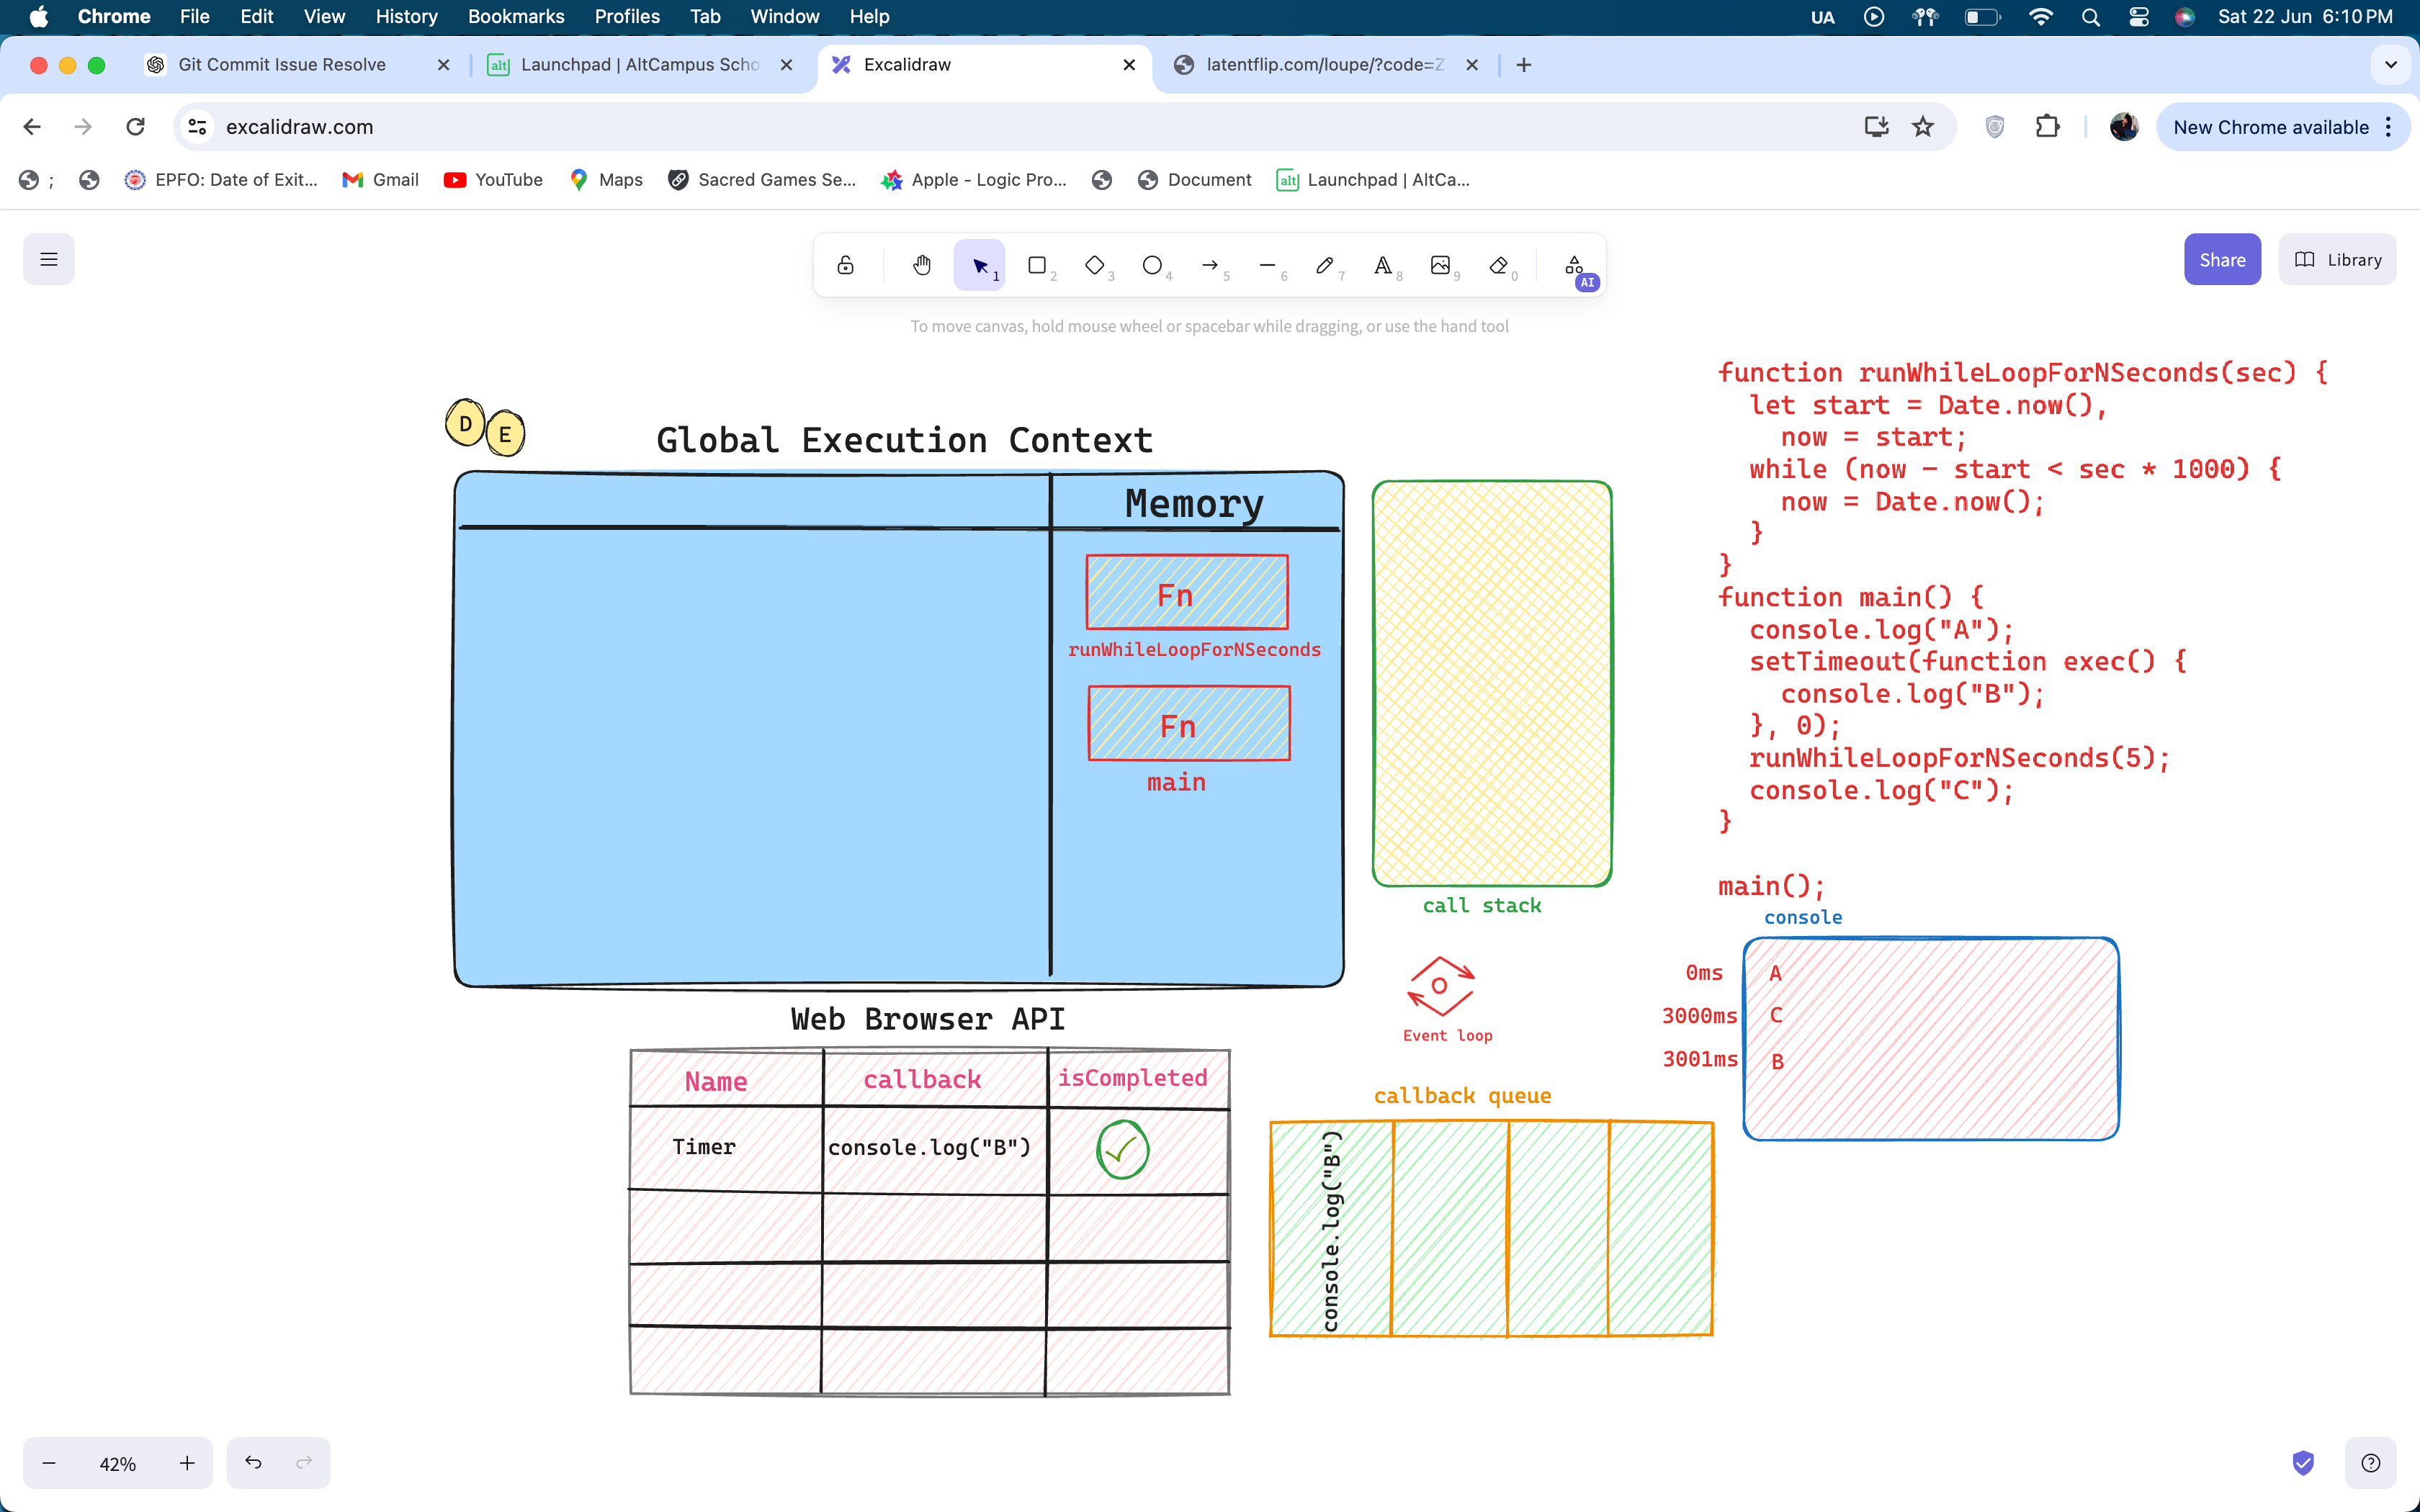 Chrome File Edit View History Bookmarks Profiles Tab Window Help UA Sat 22 Jun 6:10 PM
Git Commit Issue Resolve alt Launchpad | AltCampus Scho Excalidraw latentflip.com/loupe/?code=Z
excalidraw.com New Chrome available
; EPFO: Date of Exit... Gmail YouTube Maps Sacred Games Se... Apple - Logic Pro... Document alt Launchpad | AltCa...
1 2 3 4 5 6 7 A 8 9 0 AI Share Library
To move canvas, hold mouse wheel or spacebar while dragging, or use the hand tool
D E
Global Execution Context
Memory
Fn
runWhileLoopForNSeconds
Fn
main
call stack
function runWhileLoopForNSeconds(sec) {
let start = Date.now(),
now = start;
while (now - start < sec * 1000) {
now = Date.now();
}
}
function main() {
console.log("A");
setTimeout(function exec() {
console.log("B");
}, 0);
runWhileLoopForNSeconds(5);
console.log("C");
}
main();
console
0ms A
3000ms C
3001ms B
Event loop
Web Browser API
Name callback isCompleted
Timer console.log("B")
callback queue
console.log("B")
42%